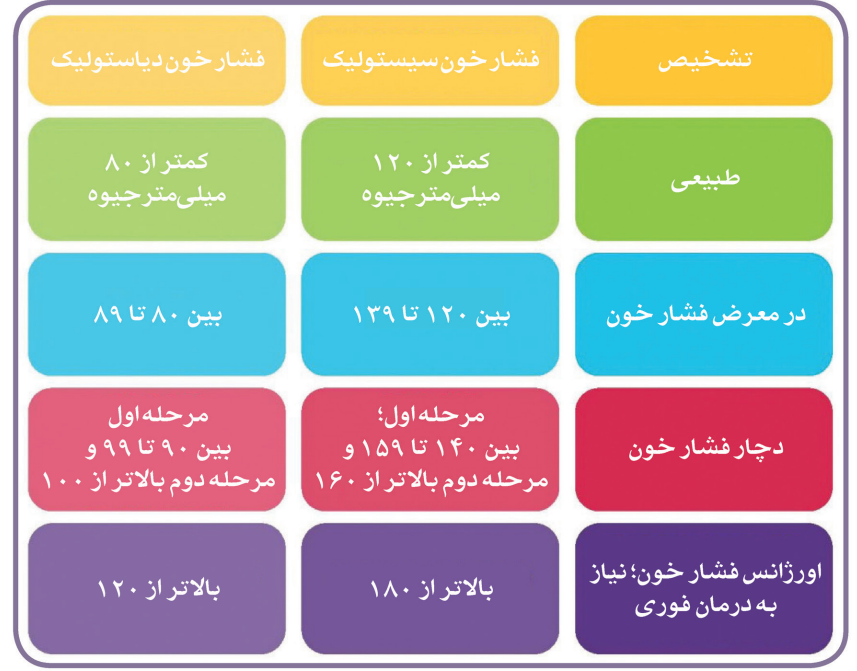 تشخیص
فشار خون سیستولیک
فشار خون دیاستولیک
طبیعی
کمتر از ۱۲۰
میلی‌متر جیوه
کمتر از ۸۰
میلی‌متر جیوه
در معرض فشار خون
بین ۱۲۰ تا ۱۳۹
بین ۸۰ تا ۸۹
دچار فشار خون
مرحله اول؛
بین ۱۴۰ تا ۱۵۹ و
مرحله دوم بالاتر از ۱۶۰
مرحله اول
بین ۹۰ تا ۹۹ و
مرحله دوم بالاتر از ۱۰۰
اورژانس فشار خون؛ نیاز
به درمان فوری
بالاتر از ۱۸۰
بالاتر از ۱۲۰